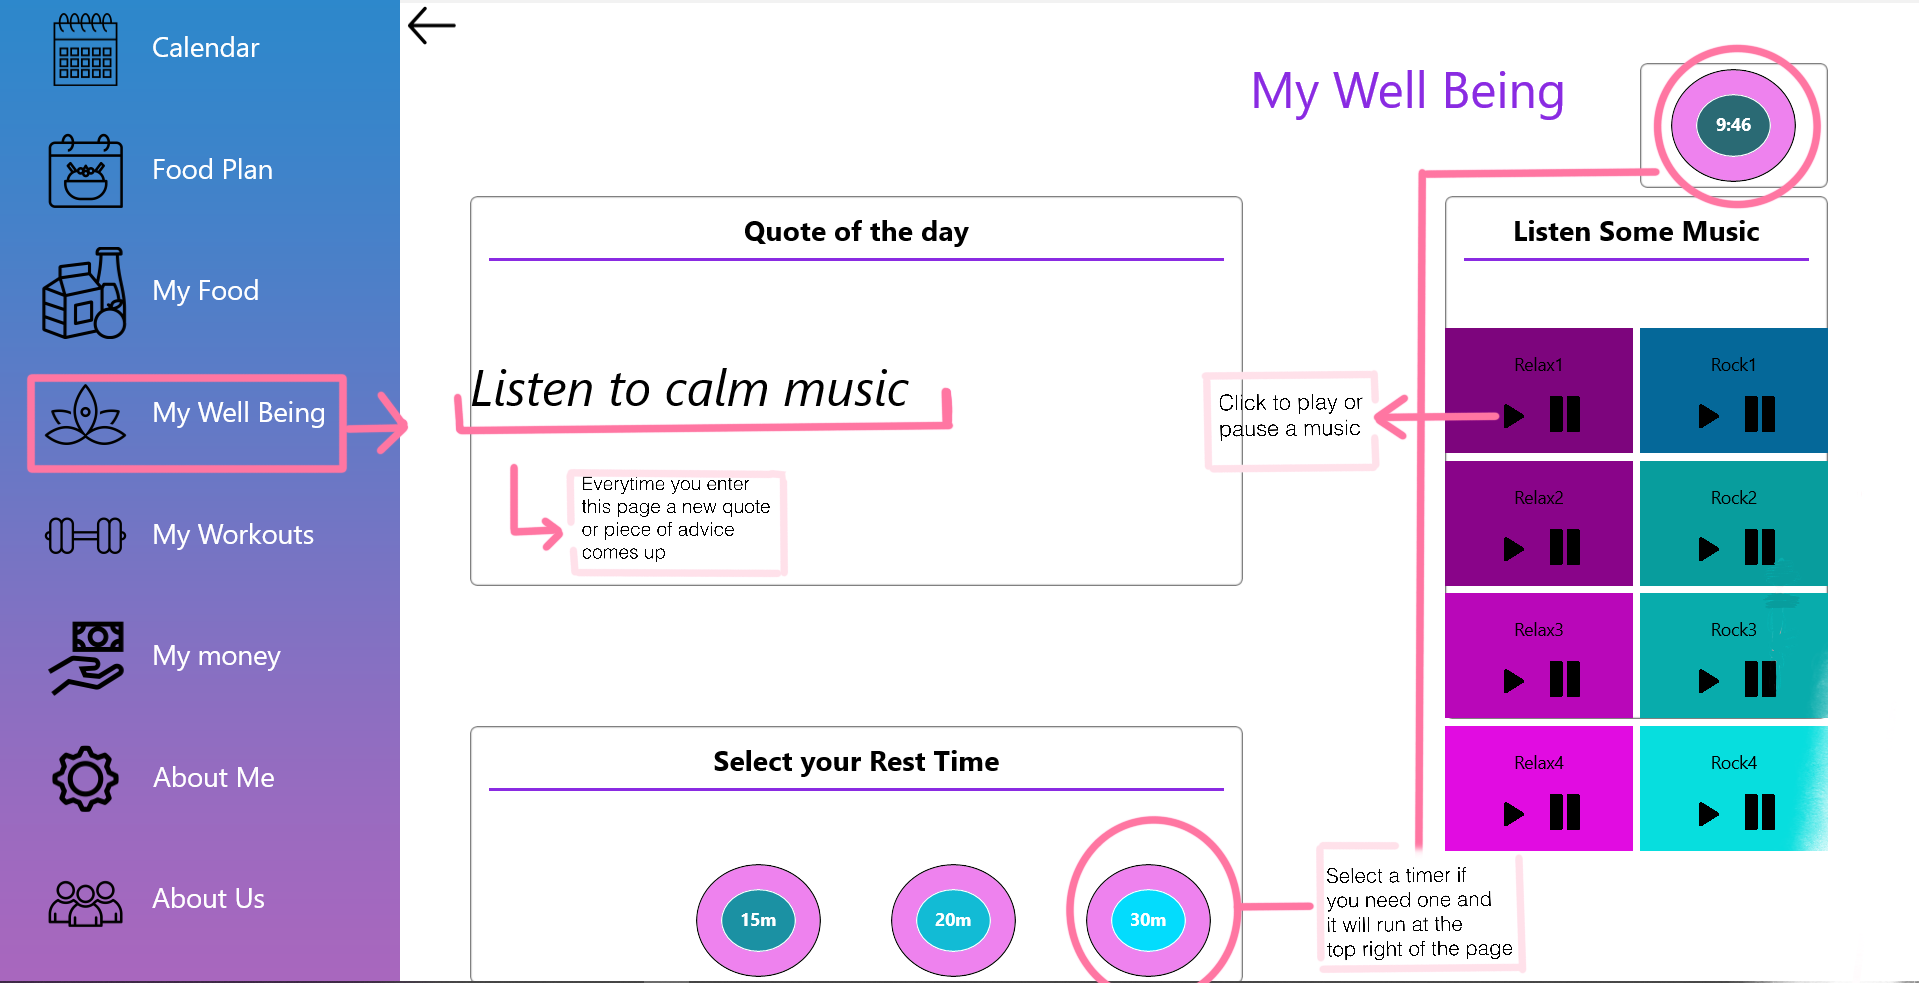 Calendar
Food Plan
My Food
My Well Being
My Workouts
My money
About Me
About Us
My Well Being
9:46
Quote of the day
Listen to calm music
Everytime you enter
this page a new quote
or piece of advice
comes up
Select your Rest Time
15m
20m
30m
Listen Some Music
Click to play or
pause a music
Relax1
Rock1
Relax2
Rock2
Relax3
Rock3
Relax4
Rock4
Select a timer if
you need one and
it will run at the
top right of the page